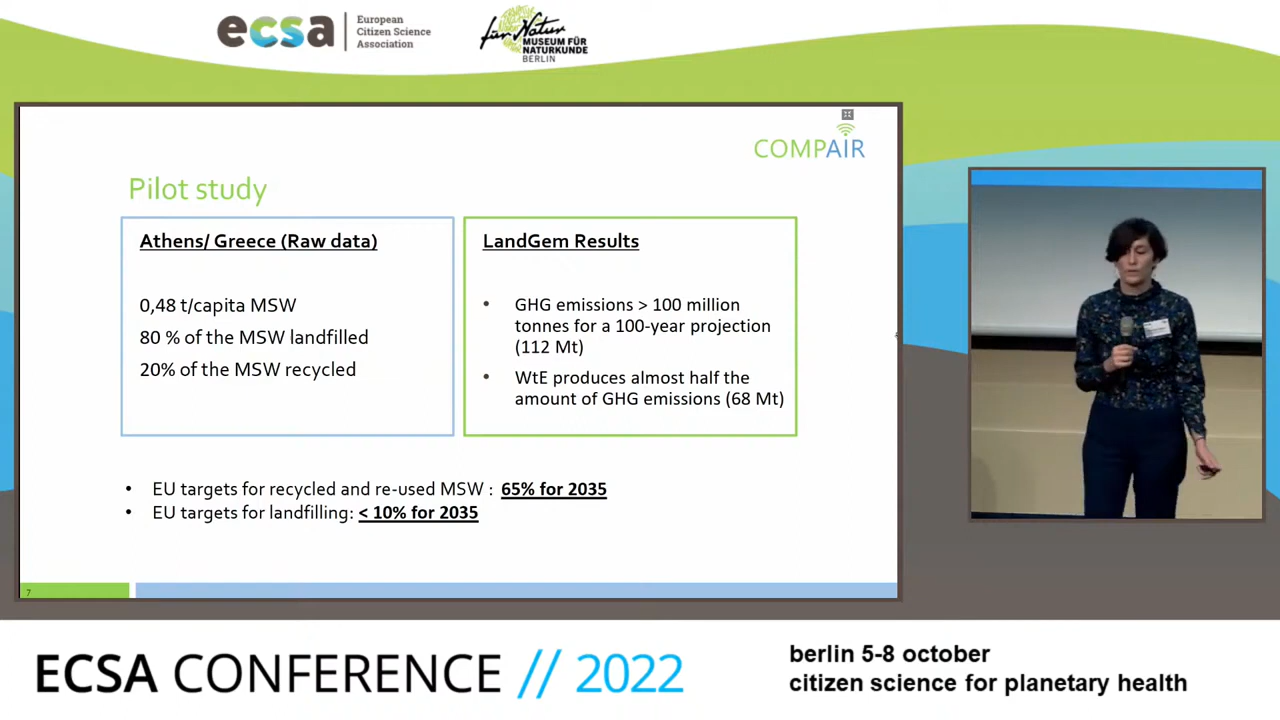 ecsa
European
Citizen Science
Association
für Natur
MUSEUM FÜR
NATURKUNDE
BERLIN
COMPAIR
Pilot study
Athens/ Greece (Raw data)
0,48 t/capita MSW
80 % of the MSW landfilled
20% of the MSW recycled
LandGem Results
• GHG emissions > 100 million
tonnes for a 100-year projection
(112 Mt)
• WtE produces almost half the
amount of GHG emissions (68 Mt)
• EU targets for recycled and re-used MSW : 65% for 2035
• EU targets for landfilling: < 10% for 2035
7
ECSA CONFERENCE // 2022
berlin 5-8 october
citizen science for planetary health